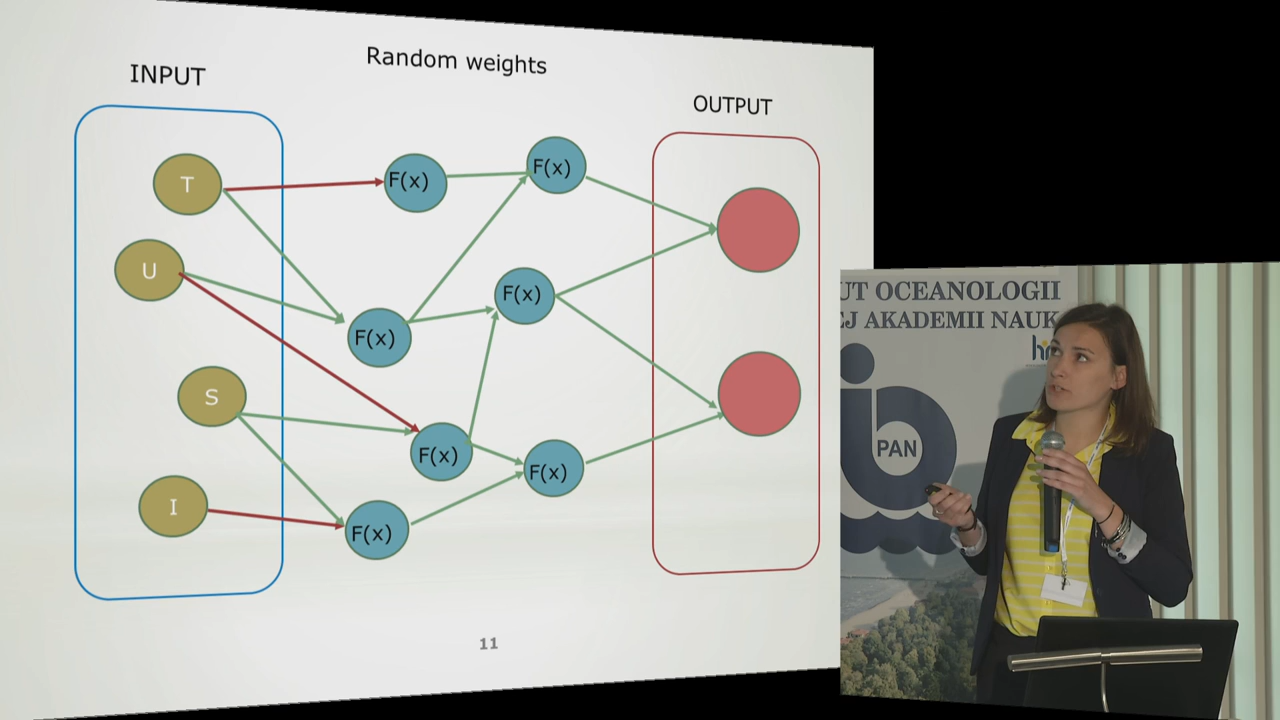 Random weights
INPUT
OUTPUT
T
F(x)
F(x)
U
F(x)
F(x)
S
F(x)
F(x)
I
F(x)
11
UT OCEANOLOGII
EJ AKADEMII NAUK
PAN